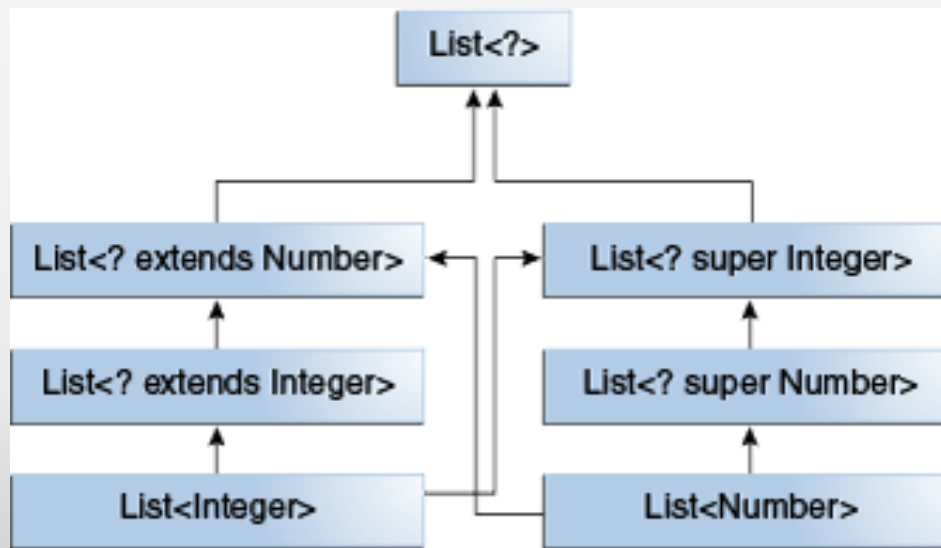 List<?>
List<? extends Number>
List<? super Integer>
List<? extends Integer>
List<? super Number>
List<Integer>
List<Number>